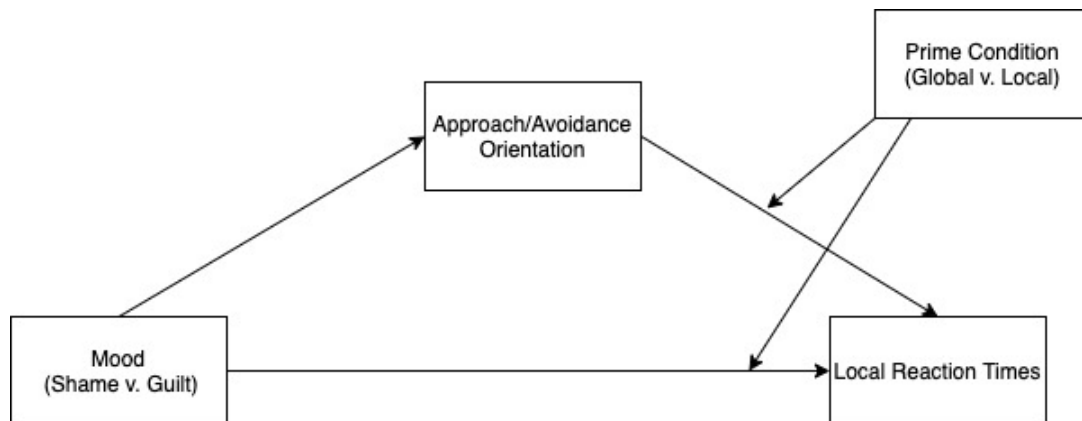 Prime Condition
(Global v. Local)
Approach/Avoidance
Orientation
Mood
(Shame v. Guilt)
Local Reaction Times